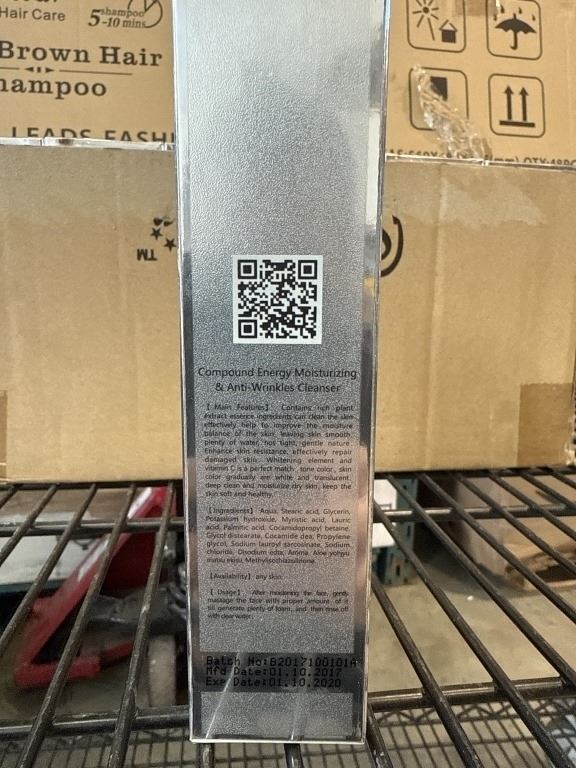 Hair Care
5 shampoo
5-10 mins
Brown Hair
hampoo
LEADS FASHI
TM
Compound Energy Moisturizing
& Anti-Wrinkles Cleanser
[ Main Features] Contains rich plant
extract essence ingredients can clean the skin
effectively help to improve the moisture
balance of the skin, leaving skin smooth,
plenty of water, not tight, gentle nature.
Enhance skin resistance, effectively repair
damaged skin. Whitening element and
vitamin C is a perfect match, tone color, skin
color gradually are white and translucent.
deep clean and moisturize dry skin, keep the
skin soft and healthy.
[Ingredients] Aqua, Stearic acid, Glycerin,
Potassium hydroxide, Myristic acid, Lauric
acid, Palmitic acid, Cocamidopropyl betaine,
Glycol distearate, Cocamide dea, Propylene
glycol, Sodium lauroyl sarcosinate, Sodium
chloride, Disodium edta, Aroma, Aloe yohyu
matsu ekisu, Methylisothiazolinone.
[Availability] any skin.
[ Usage] After moistening the face, gently
massage the face with proper amount of it
till generate plenty of foam, and then rinse off
with clear water.
Batch No:B2017100101A
Mfd Date:01.10.2017
Exp Date:01.10.2020